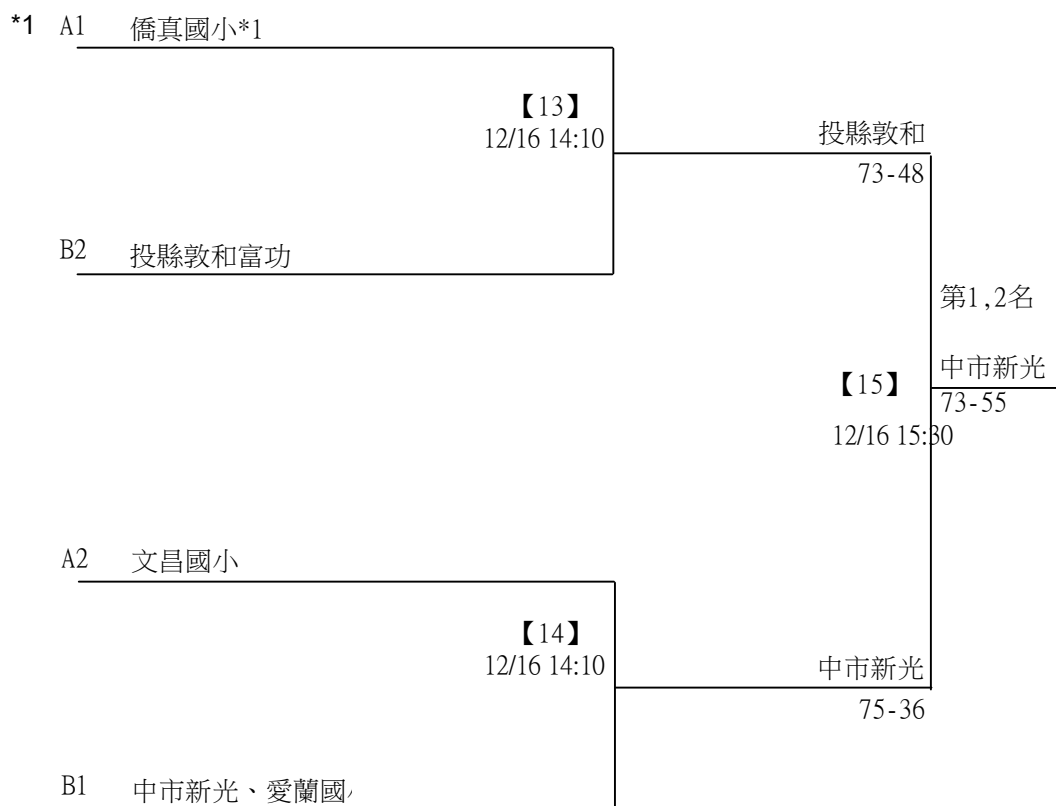 *1 A1 僑真國小*1
【13】
12/16 14:10
投縣敦和
73-48
B2 投縣敦和富功
第1,2名
【15】
中市新光
73-55
12/16 15:30
A2 文昌國小
【14】
12/16 14:10
中市新光
75-36
B1 中市新光、愛蘭國